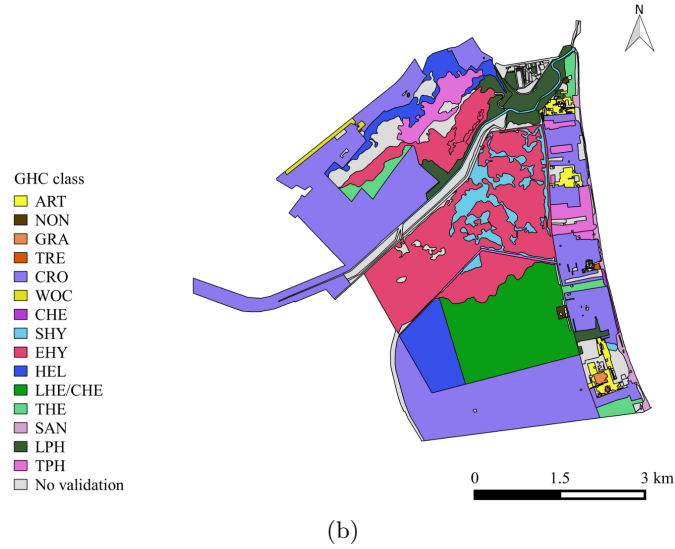 N
GHC class
ART
NON
GRA
TRE
CRO
WOC
CHE
SHY
EHY
HEL
LHE/CHE
THE
SAN
LPH
TPH
No validation
0 1.5 3 km
(b)